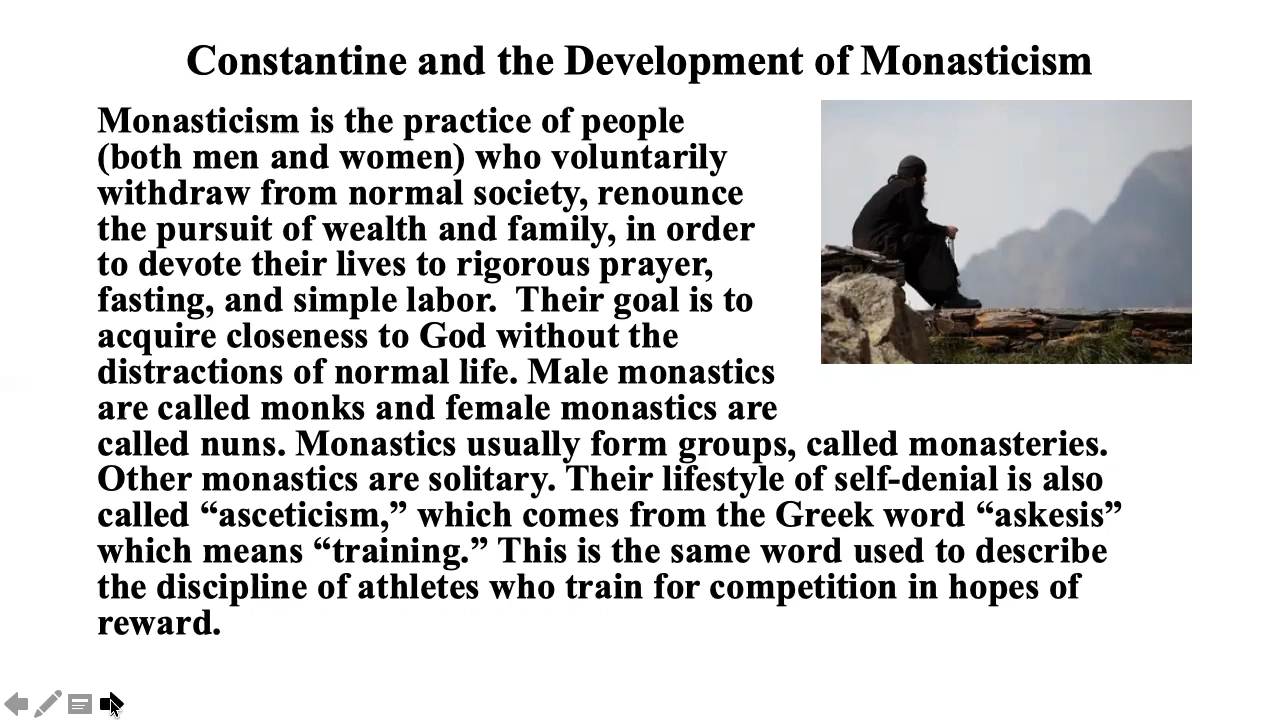 Constantine and the Development of Monasticism
Monasticism is the practice of people
(both men and women) who voluntarily
withdraw from normal society, renounce
the pursuit of wealth and family, in order
to devote their lives to rigorous prayer,
fasting, and simple labor.  Their goal is to
acquire closeness to God without the
distractions of normal life. Male monastics
are called monks and female monastics are
called nuns. Monastics usually form groups, called monasteries.
Other monastics are solitary. Their lifestyle of self-denial is also
called “asceticism,” which comes from the Greek word “askesis”
which means “training.” This is the same word used to describe
the discipline of athletes who train for competition in hopes of
reward.